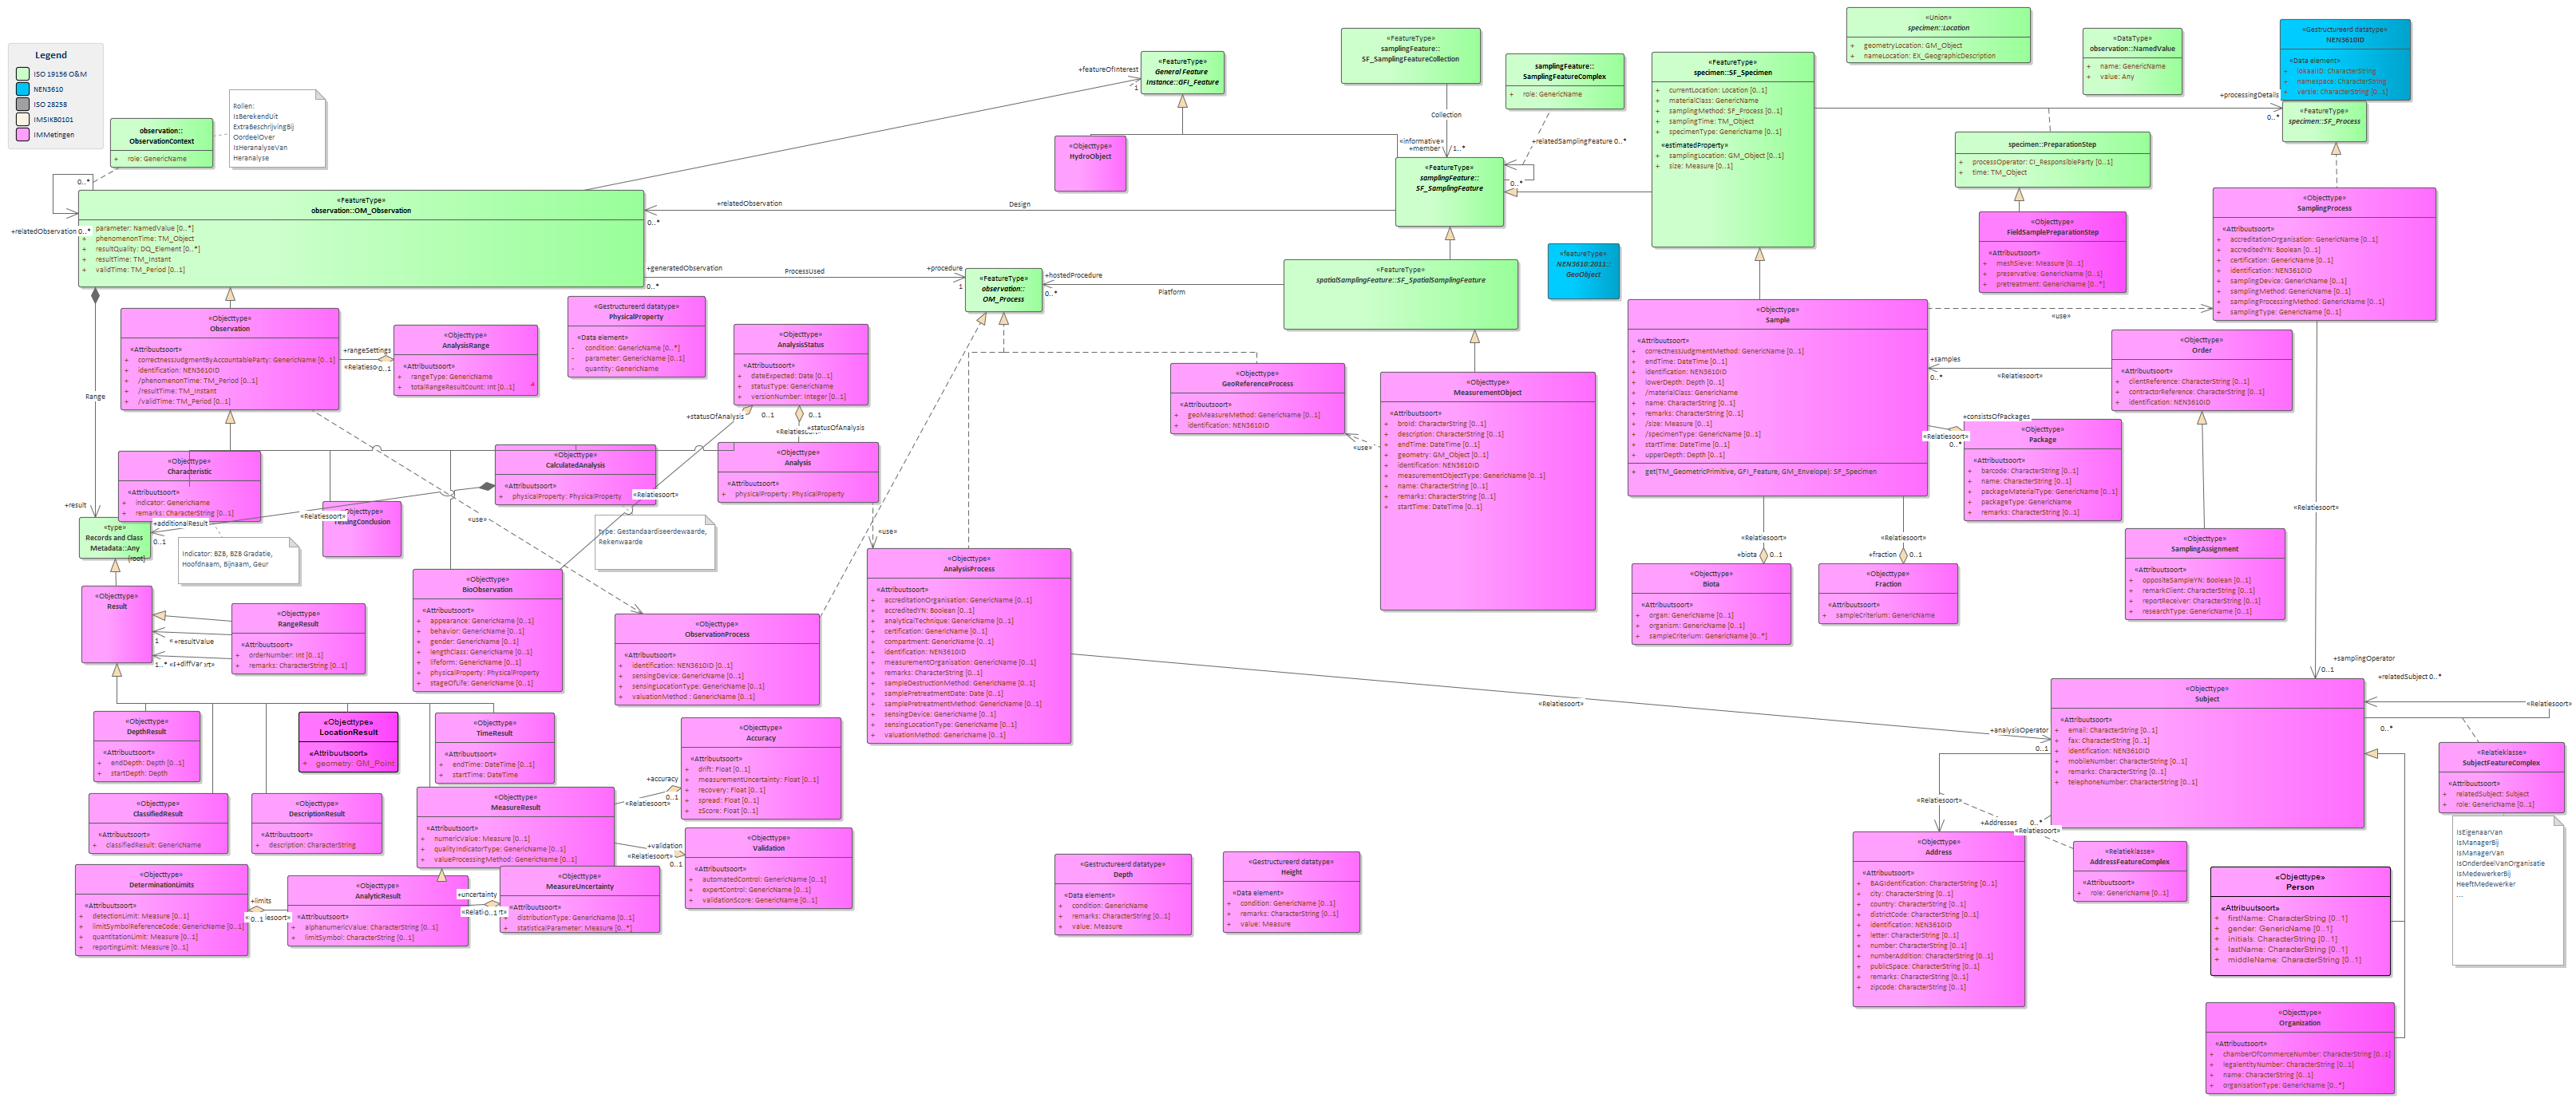 Legend
ISO 19156 O&M
NEN3610
ISO 28258
IMSIKB0101
IMMetingen
observation::
ObservationContext
+ role: GenericName
Rollen:
IsBerekendUit
ExtraBeschrijvingBij
OordeelOver
IsHeranalyseVan
Heranalyse
0..*
+relatedObservation 0..*
«FeatureType»
observation::OM_Observation
+ parameter: NamedValue [0..*]
+ phenomenonTime: TM_Object
+ resultQuality: DQ_Element [0..*]
+ resultTime: TM_Instant
+ validTime: TM_Period [0..1]
+featureOfInterest
1
«FeatureType»
General Feature
Instance::GFI_Feature
«Objecttype»
HydroObject
«FeatureType»
samplingFeature::
SF_SamplingFeatureCollection
Collection
«informative»
+member
1..*
samplingFeature::
SamplingFeatureComplex
+ role: GenericName
+relatedSamplingFeature 0..*
0..*
«FeatureType»
samplingFeature::
SF_SamplingFeature
+relatedObservation
Design
0..*
«FeatureType»
specimen::SF_Specimen
+ currentLocation: Location [0..1]
+ materialClass: GenericName
+ samplingMethod: SF_Process [0..1]
+ samplingTime: TM_Object
+ specimenType: GenericName [0..1]
«estimatedProperty»
+ samplingLocation: GM_Object [0..1]
+ size: Measure [0..1]
«Union»
specimen::Location
+ geometryLocation: GM_Object
+ nameLocation: EX_GeographicDescription
«DataType»
observation::NamedValue
+ name: GenericName
+ value: Any
«Gestructureerd datatype»
NEN3610ID
«Data element»
+ lokaalID: CharacterString
+ namespace: CharacterString
+ versie: CharacterString [0..1]
+processingDetails
0..*
«FeatureType»
specimen::SF_Process
specimen::PreparationStep
+ processOperator: CI_ResponsibleParty [0..1]
+ time: TM_Object
«Objecttype»
FieldSamplePreparationStep
«Attribuutsoort»
+ meshSieve: Measure [0..1]
+ preservative: GenericName [0..1]
+ pretreatment: GenericName [0..*]
«Objecttype»
SamplingProcess
«Attribuutsoort»
+ accreditationOrganisation: GenericName [0..1]
+ accreditedYN: Boolean [0..1]
+ certification: GenericName [0..1]
+ identification: NEN3610ID
+ samplingDevice: GenericName [0..1]
+ samplingMethod: GenericName [0..1]
+ samplingProcessingMethod: GenericName [0..1]
+ samplingType: GenericName [0..1]
+generatedObservation
0..*
ProcessUsed
+procedure
1
«FeatureType»
observation::
OM_Process
+hostedProcedure
0..*
Platform
«FeatureType»
spatialSamplingFeature::SF_SpatialSamplingFeature
«featureType»
NEN3610:2011::
GeoObject
«Objecttype»
Observation
«Attribuutsoort»
+ correctnessJudgmentByAccountableParty: GenericName [0..1]
+ identification: NEN3610ID
+ /phenomenonTime: TM_Period [0..1]
+ /resultTime: TM_Instant
+ /validTime: TM_Period [0..1]
+rangeSettings
«Relatieso
0..1
«Objecttype»
AnalysisRange
«Attribuutsoort»
+ rangeType: GenericName
+ totalRangeResultCount: Int [0..1]
«Gestructureerd datatype»
PhysicalProperty
«Data element»
- condition: GenericName [0..*]
- parameter: GenericName [0..1]
- quantity: GenericName
«Objecttype»
AnalysisStatus
«Attribuutsoort»
+ dateExpected: Date [0..1]
+ statusType: GenericName
+ versionNumber: Integer [0..1]
+statusOfAnalysis
0..1
0..1
+statusOfAnalysis
«Relaties
«Objecttype»
Analysis
«Attribuutsoort»
+ physicalProperty: PhysicalProperty
«Objecttype»
CalculatedAnalysis
«Attribuutsoort»
+ physicalProperty: PhysicalProperty
«Relatiesoort»
type: Gestandaardiseerdewaarde,
Rekenwaarde
Range
+result
«Objecttype»
Characteristic
«Attribuutsoort»
+ indicator: GenericName
+ remarks: CharacterString [0..1]
+additionalResult
0..1
«Relatiesoort»
«type»
Records and Class
Metadata::Any
{root}
Indicator: BZB, BZB Gradatie,
Hoofdnaam, Bijnaam, Geur
Objecttype»
TestingConclusion
«use»
«use»
«Objecttype»
GeoReferenceProcess
«Attribuutsoort»
+ geoMeasureMethod: GenericName [0..1]
+ identification: NEN3610ID
«use»
«Objecttype»
MeasurementObject
«Attribuutsoort»
+ broId: CharacterString [0..1]
+ description: CharacterString [0..1]
+ endTime: DateTime [0..1]
+ geometry: GM_Object [0..1]
+ identification: NEN3610ID
+ measurementObjectType: GenericName [0..1]
+ name: CharacterString [0..1]
+ remarks: CharacterString [0..1]
+ startTime: DateTime [0..1]
«Objecttype»
Sample
«Attribuutsoort»
+ correctnessJudgmentMethod: GenericName [0..1]
+ endTime: DateTime [0..1]
+ identification: NEN3610ID
+ lowerDepth: Depth [0..1]
+ /materialClass: GenericName
+ name: CharacterString [0..1]
+ remarks: CharacterString [0..1]
+ /size: Measure [0..1]
+ /specimenType: GenericName [0..1]
+ startTime: DateTime [0..1]
+ upperDepth: Depth [0..1]
+ get(TM_GeometricPrimitive, GFI_Feature, GM_Envelope): SF_Specimen
«use»
+samples
0..*
«Relatiesoort»
«Objecttype»
Order
«Attribuutsoort»
+ clientReference: CharacterString [0..1]
+ contractorReference: CharacterString [0..1]
+ identification: NEN3610ID
+consistsOfPackages
«Relatiesoort»
0..*
«Objecttype»
Package
«Attribuutsoort»
+ barcode: CharacterString [0..1]
+ name: CharacterString [0..1]
+ packageMaterialType: GenericName [0..1]
+ packageType: GenericName
+ remarks: CharacterString [0..1]
«Relatiesoort»
«Objecttype»
SamplingAssignment
«Attribuutsoort»
+ oppositeSampleYN: Boolean [0..1]
+ remarkClient: CharacterString [0..1]
+ reportReceiver: CharacterString [0..1]
+ researchType: GenericName [0..1]
«Relatiesoort»
+biota 0..1
«Objecttype»
Biota
«Attribuutsoort»
+ organ: GenericName [0..1]
+ organism: GenericName [0..1]
+ sampleCriterium: GenericName [0..*]
«Relatiesoort»
+fraction 0..1
«Objecttype»
Fraction
«Attribuutsoort»
+ sampleCriterium: GenericName
«Objecttype»
Result
«Objecttype»
RangeResult
«Attribuutsoort»
+ orderNumber: Int [0..1]
+ remarks: CharacterString [0..1]
1
+resultValue
1..*
«Objecttype»
BioObservation
«Attribuutsoort»
+ appearance: GenericName [0..1]
+ behavior: GenericName [0..1]
+ gender: GenericName [0..1]
+ lengthClass: GenericName [0..1]
+ lifeform: GenericName [0..1]
+ physicalProperty: PhysicalProperty
+ stageOfLife: GenericName [0..1]
«Objecttype»
ObservationProcess
«Attribuutsoort»
+ identification: NEN3610ID [0..1]
+ sensingDevice: GenericName [0..1]
+ sensingLocationType: GenericName [0..1]
+ valuationMethod : GenericName [0..1]
«Objecttype»
AnalysisProcess
«Attribuutsoort»
+ accreditationOrganisation: GenericName [0..1]
+ accreditedYN: Boolean [0..1]
+ analyticalTechnique: GenericName [0..1]
+ certification: GenericName [0..1]
+ compartment: GenericName [0..1]
+ identification: NEN3610ID
+ measurementOrganisation: GenericName [0..1]
+ remarks: CharacterString [0..1]
+ sampleDestructionMethod: GenericName [0..1]
+ samplePretreatmentDate: Date [0..1]
+ samplePretreatmentMethod: GenericName [0..1]
+ sensingDevice: GenericName [0..1]
+ sensingLocationType: GenericName [0..1]
+ valuationMethod: GenericName [0..1]
«Relatiesoort»
+analysisOperator
0..1
+samplingOperator
0..1
+relatedSubject 0..*
«Relatiesoort»
0..*
«Objecttype»
Subject
«Attribuutsoort»
+ email: CharacterString [0..1]
+ fax: CharacterString [0..1]
+ identification: NEN3610ID
+ mobileNumber: CharacterString [0..1]
+ remarks: CharacterString [0..1]
+ telephoneNumber: CharacterString [0..1]
«Relatieklasse»
SubjectFeatureComplex
«Attribuutsoort»
+ relatedSubject: Subject
+ role: GenericName [0..1]
IsEigenaarVan
IsManagerBij
IsManagerVan
IsOnderdeelVanOrganisatie
IsMedewerkerBij
HeeftMedewerker
...
«Objecttype»
DepthResult
«Attribuutsoort»
+ endDepth: Depth [0..1]
+ startDepth: Depth
«Objecttype»
LocationResult
«Attribuutsoort»
+ geometry: GM_Point
«Objecttype»
TimeResult
«Attribuutsoort»
+ endTime: DateTime [0..1]
+ startTime: DateTime
«Objecttype»
Accuracy
«Attribuutsoort»
+ drift: Float [0..1]
+ measurementUncertainty: Float [0..1]
+ recovery: Float [0..1]
+ spread: Float [0..1]
+ zScore: Float [0..1]
«Objecttype»
ClassifiedResult
«Attribuutsoort»
+ classifiedResult: GenericName
«Objecttype»
DescriptionResult
«Attribuutsoort»
+ description: CharacterString
«Objecttype»
MeasureResult
«Attribuutsoort»
+ numericValue: Measure [0..1]
+ qualityIndicatorType: GenericName [0..1]
+ valueProcessingMethod: GenericName [0..1]
+accuracy
0..1
«Relatiesoort»
+validation
«Relatiesoort»
0..1
«Objecttype»
Validation
«Attribuutsoort»
+ automatedControl: GenericName [0..1]
+ expertControl: GenericName [0..1]
+ validationScore: GenericName [0..1]
«Objecttype»
DeterminationLimits
«Attribuutsoort»
+ detectionLimit: Measure [0..1]
+ limitSymbolReferenceCode: GenericName [0..1]
+ quantitationLimit: Measure [0..1]
+ reportingLimit: Measure [0..1]
+limits
0..1
«Objecttype»
AnalyticResult
«Attribuutsoort»
+ alphanumericValue: CharacterString [0..1]
+ limitSymbol: CharacterString [0..1]
+uncertainty
0..1
«Objecttype»
MeasureUncertainty
«Attribuutsoort»
+ distributionType: GenericName [0..1]
+ statisticalParameter: Measure [0..*]
«Gestructureerd datatype»
Depth
«Data element»
+ condition: GenericName
+ remarks: CharacterString [0..1]
+ value: Measure
«Gestructureerd datatype»
Height
«Data element»
+ condition: GenericName [0..1]
+ remarks: CharacterString [0..1]
+ value: Measure
«Relatiesoort»
+Addresses
0..*
«Relatiesoort»
«Objecttype»
Address
«Attribuutsoort»
+ BAGIdentification: CharacterString [0..1]
+ city: CharacterString [0..1]
+ country: CharacterString [0..1]
+ districtCode: CharacterString [0..1]
+ identification: NEN3610ID
+ letter: CharacterString [0..1]
+ number: CharacterString [0..1]
+ numberAddition: CharacterString [0..1]
+ publicSpace: CharacterString [0..1]
+ remarks: CharacterString [0..1]
+ zipcode: CharacterString [0..1]
«Relatieklasse»
AddressFeatureComplex
«Attribuutsoort»
+ role: GenericName [0..1]
«Objecttype»
Person
«Attribuutsoort»
+ firstName: CharacterString [0..1]
+ gender: GenericName [0..1]
+ initials: CharacterString [0..1]
+ lastName: CharacterString [0..1]
+ middleName: CharacterString [0..1]
«Objecttype»
Organization
«Attribuutsoort»
+ chamberOfCommerceNumber: CharacterString [0..1]
+ legalentityNumber: CharacterString [0..1]
+ name: CharacterString [0..1]
+ organisationType: GenericName [0..*]